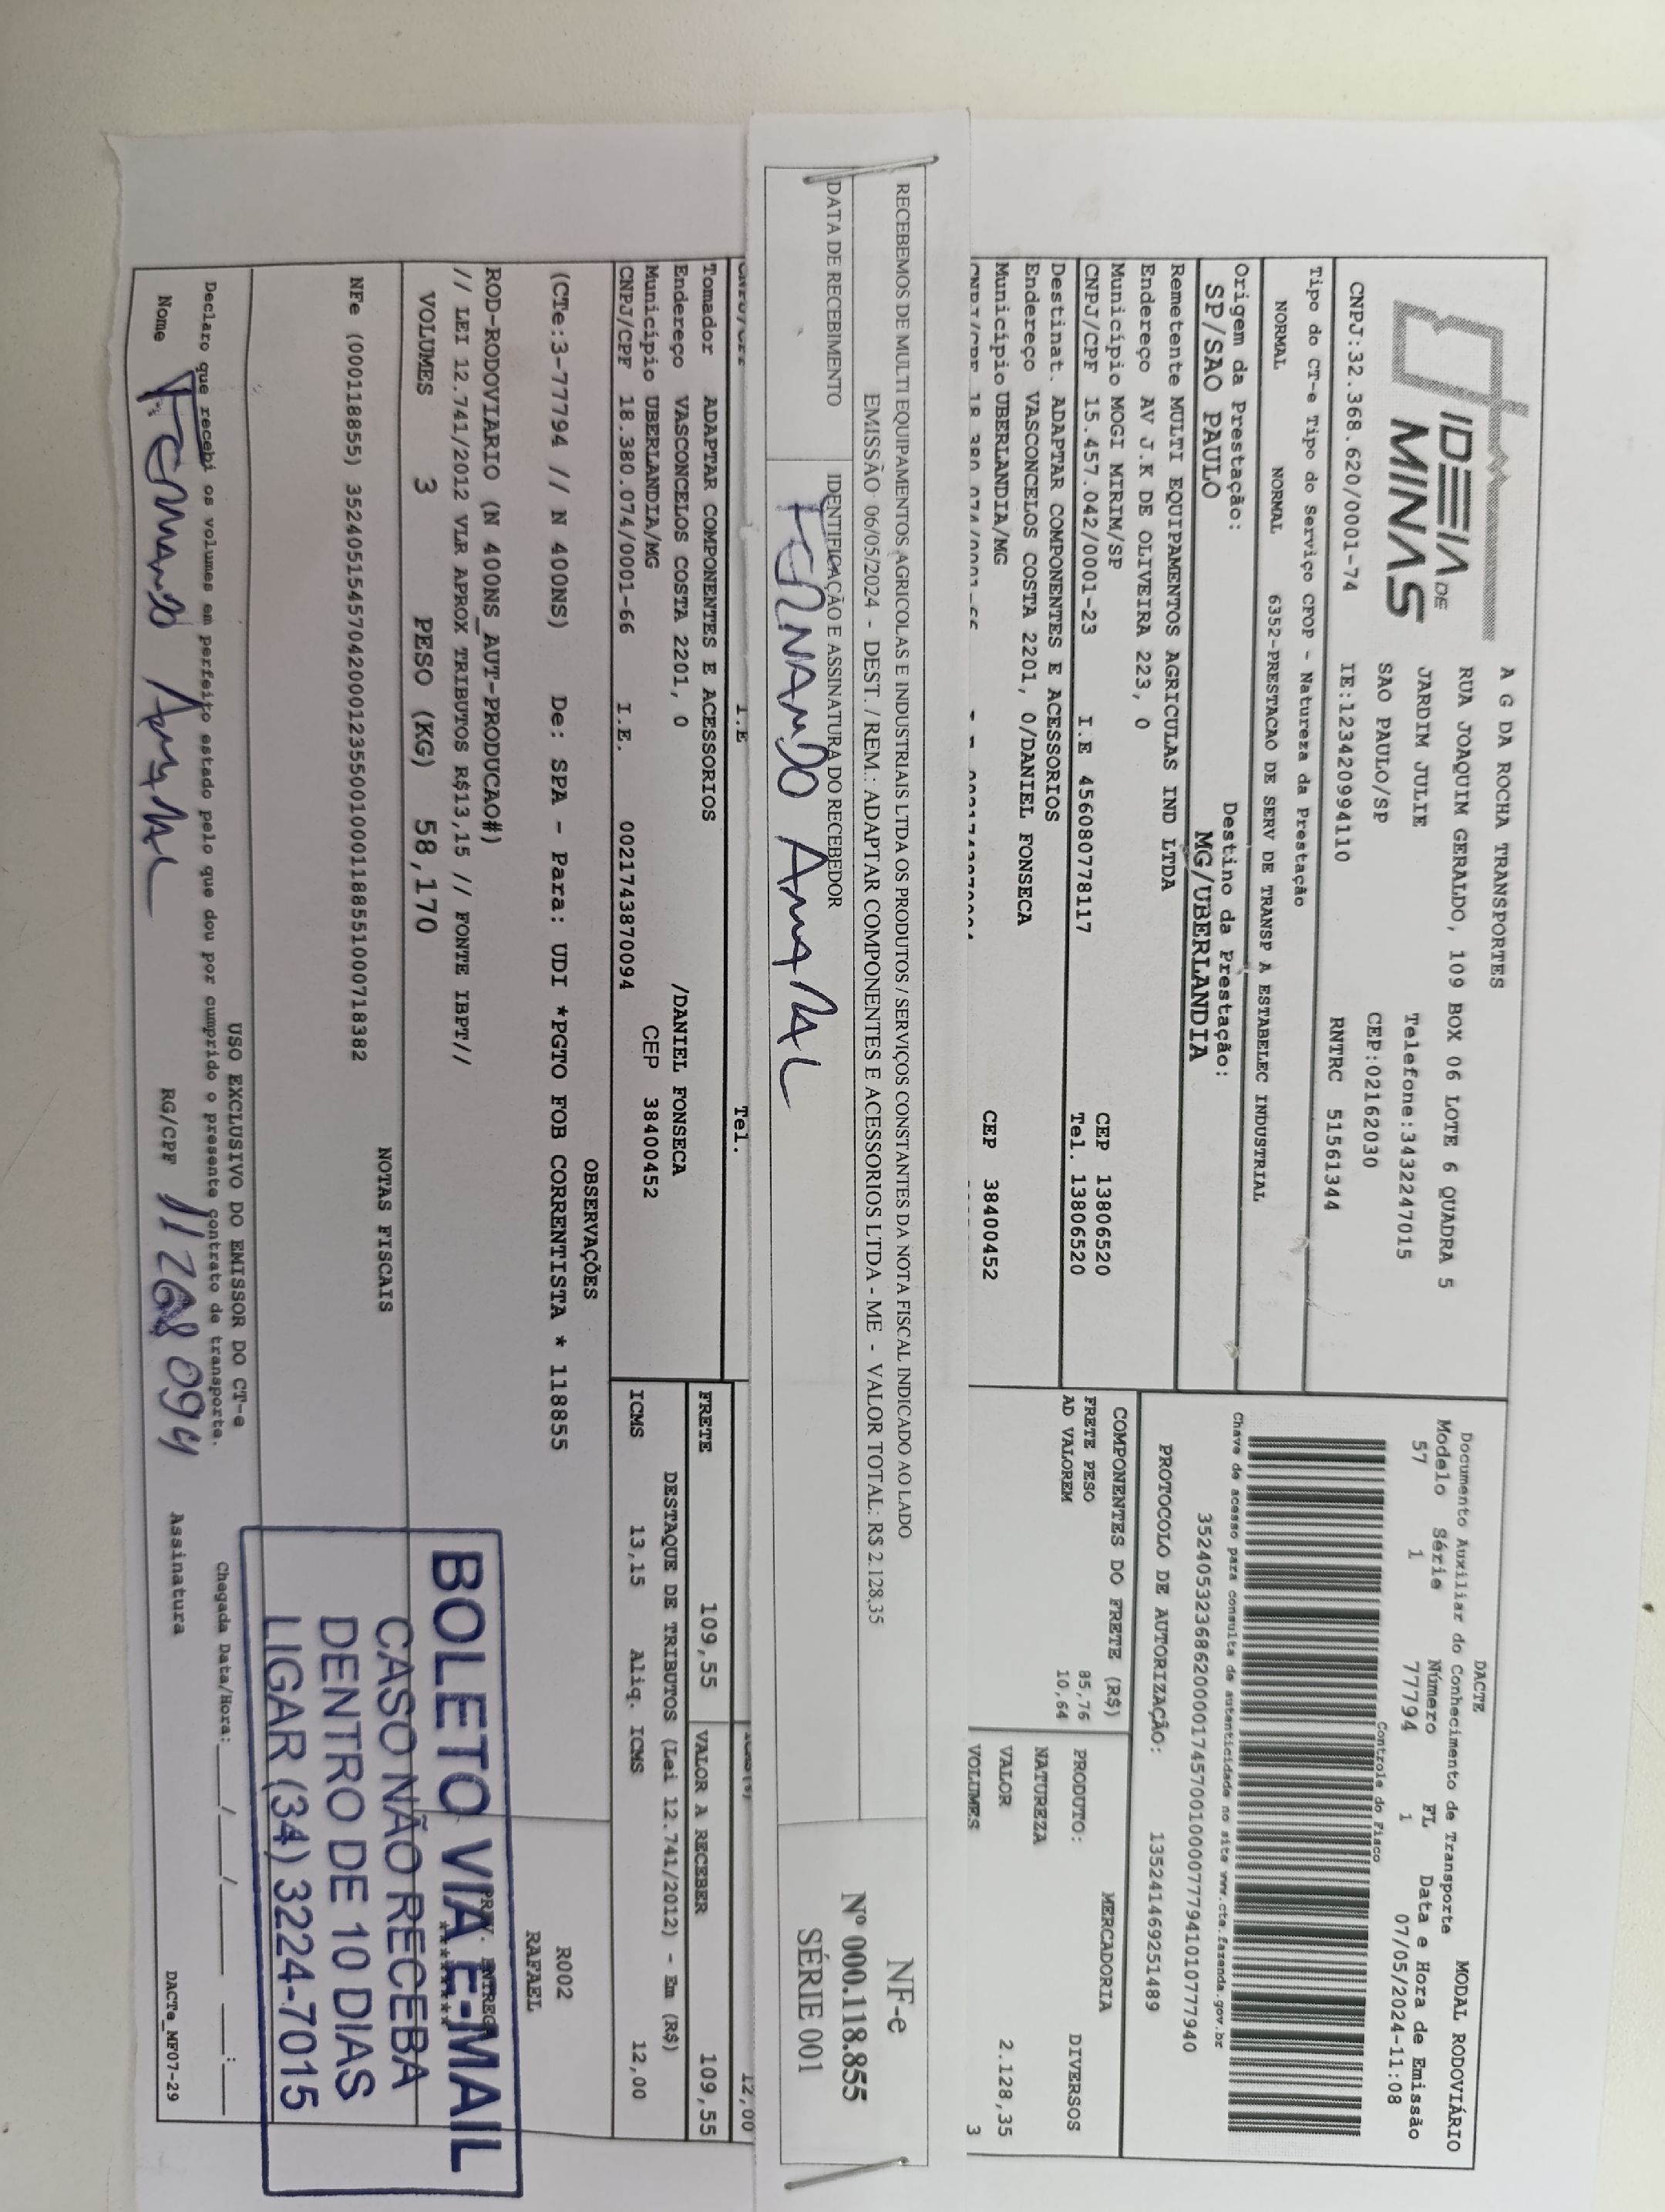 IDEIA DE
MINAS
A G DA ROCHA TRANSPORTES
RUA JOAQUIM GERALDO, 109 BOX 06 LOTE 6 QUADRA 5
JARDIM JULIE Telefone:3432247015
SAO PAULO/SP CEP:02162030
CNPJ:32.368.620/0001-74 IE:123420994110 RNTRC 51561344
Tipo do CT-e Tipo do Serviço CFOP - Natureza da Prestação
NORMAL NORMAL 6352-PRESTACAO DE SERV DE TRANSP A ESTABELEC INDUSTRIAL
Origem da Prestação: Destino da Prestação:
SP/SAO PAULO MG/UBERLANDIA
DACTE MODAL RODOVIÁRIO
Documento Auxiliar do Conhecimento de Transporte
Modelo Série Número FL Data e Hora de Emissão
57 1 77794 1 07/05/2024-11:08
Controle do Fisco
Chave de acesso para consulta de autenticidade no site www.cte.fazenda.gov.br
35240532368620000174570010000777941010777940
PROTOCOLO DE AUTORIZAÇÃO: 135241469251489
Remetente MULTI EQUIPAMENTOS AGRICULAS IND LTDA
Endereço AV J.K DE OLIVEIRA 223, 0
Município MOGI MIRIM/SP CEP 13806520
CNPJ/CPF 15.457.042/0001-23 I.E 456080778117 Tel. 13806520
Destinat. ADAPTAR COMPONENTES E ACESSORIOS
Endereço VASCONCELOS COSTA 2201, 0/DANIEL FONSECA
Município UBERLANDIA/MG CEP 38400452
COMPONENTES DO FRETE (R$)
FRETE PESO 85,76
AD VALOREM 10,64
MERCADORIA
PRODUTO: DIVERSOS
NATUREZA
VALOR 2.128,35
VOLUMES 3
RECEBEMOS DE MULTI EQUIPAMENTOS AGRICOLAS E INDUSTRIAIS LTDA OS PRODUTOS / SERVIÇOS CONSTANTES DA NOTA FISCAL INDICADO AO LADO
EMISSÃO 06/05/2024 - DEST. / REM.: ADAPTAR COMPONENTES E ACESSORIOS LTDA - ME - VALOR TOTAL: R$ 2.128,35
DATA DE RECEBIMENTO
IDENTIFICAÇÃO E ASSINATURA DO RECEBEDOR
FERNANDO AMARAL
NF-e
Nº 000.118.855
SÉRIE 001
I.E Tel.
12,00
Tomador ADAPTAR COMPONENTES E ACESSORIOS
Endereço VASCONCELOS COSTA 2201, 0 /DANIEL FONSECA
Município UBERLANDIA/MG CEP 38400452
CNPJ/CPF 18.380.074/0001-66 I.E. 0021743870094
FRETE 109,55 VALOR A RECEBER 109,55
DESTAQUE DE TRIBUTOS (Lei 12.741/2012) - Em (R$)
ICMS 13,15 Aliq. ICMS 12,00
OBSERVAÇÕES
(CTe:3-77794 // N 400NS) De: SPA - Para: UDI *PGTO FOB CORRENTISTA * 118855
R002
RAFAEL
ROD-RODOVIARIO (N 400NS_AUT-PRODUCAO#)
// LEI 12.741/2012 VLR APROX TRIBUTOS R$13,15 // FONTE IBPT//
VOLUMES 3 PESO (KG) 58,170
NOTAS FISCAIS
NFe (000118855) 35240515457042000123550010001188551000718382
BOLETO VIA E-MAIL
CASO NÃO RECEBA
DENTRO DE 10 DIAS
LIGAR (34) 3224-7015
USO EXCLUSIVO DO EMISSOR DO CT-e
Declaro que recebi os volumes em perfeito estado pelo que dou por cumprido o presente contrato de transporte.
Chegada Data/Hora:____/____/______ ____:____
Nome Fernando Amaral RG/CPF Assinatura
DACTe_MF07-29